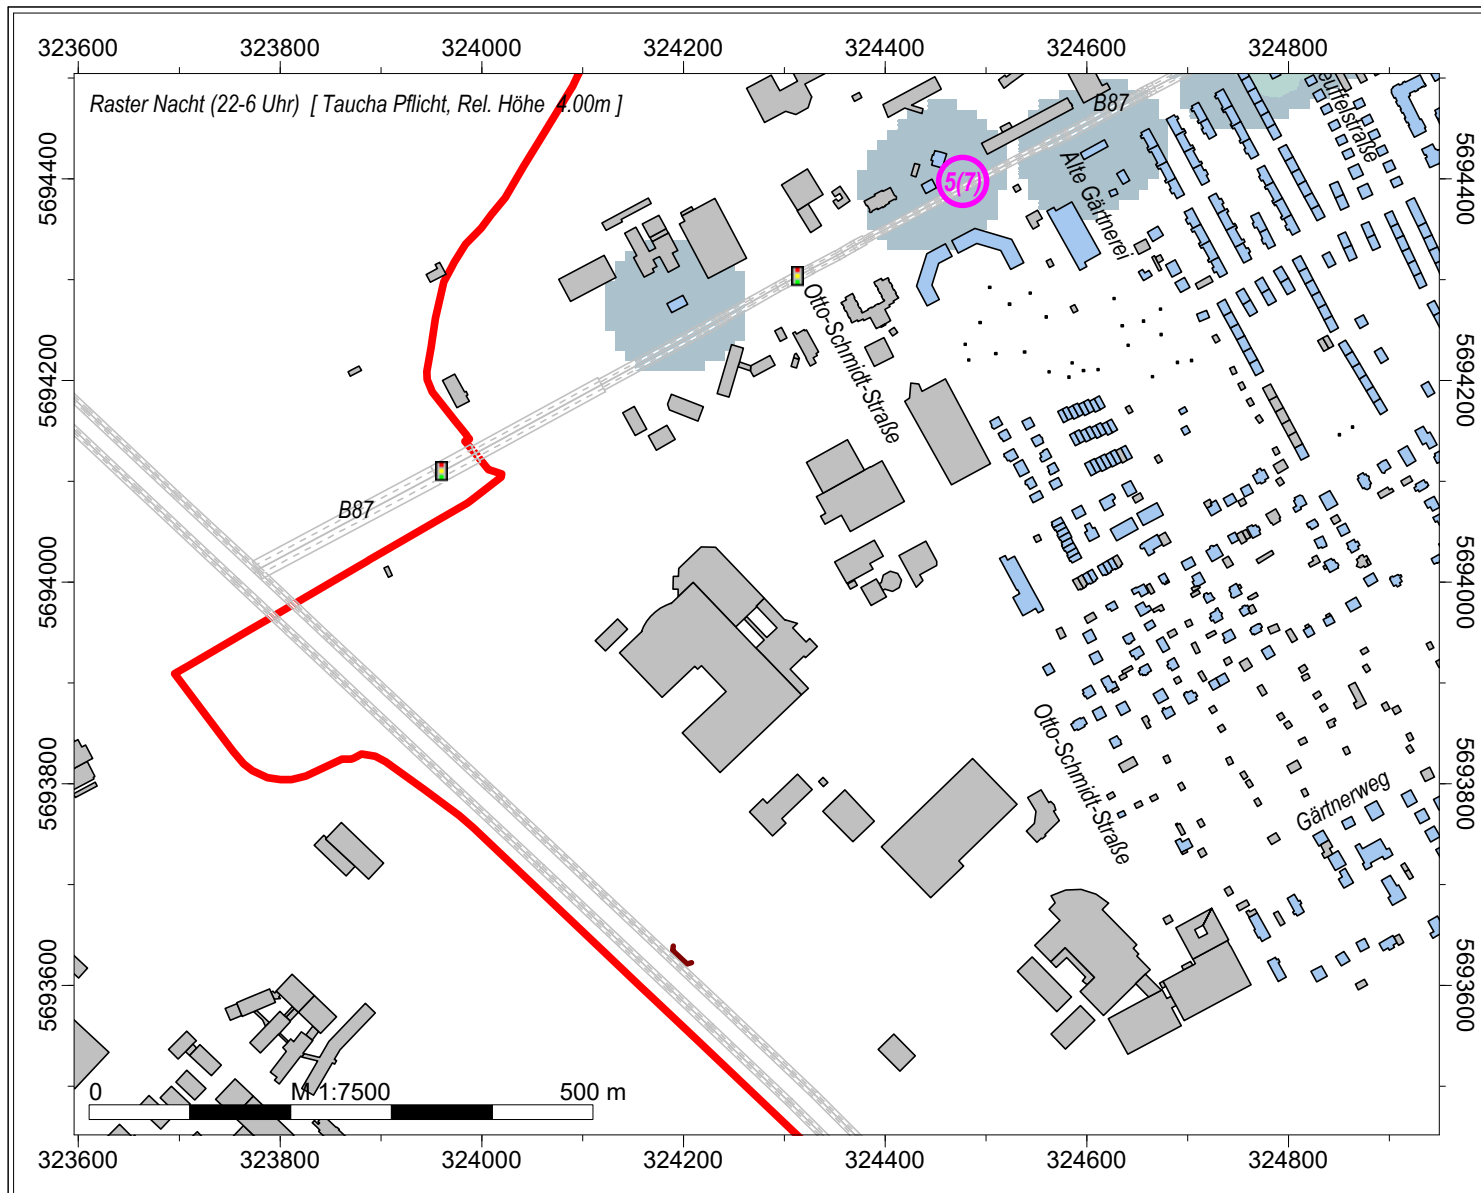 323600 323800 324000 324200 324400 324600 324800
Raster Nacht (22-6 Uhr) [ Taucha Pflicht, Rel. Höhe 4.00m ]
B87
5694400
5694400
5(7)
Alte Gärtnerei
5694200
5694200
Otto-Schmidt-Straße
B87
5694000
5694000
Otto-Schmidt-Straße
5693800
5693800
Gärtnerweg
5693600
5693600
0 M 1:7500 500 m
323600 323800 324000 324200 324400 324600 324800